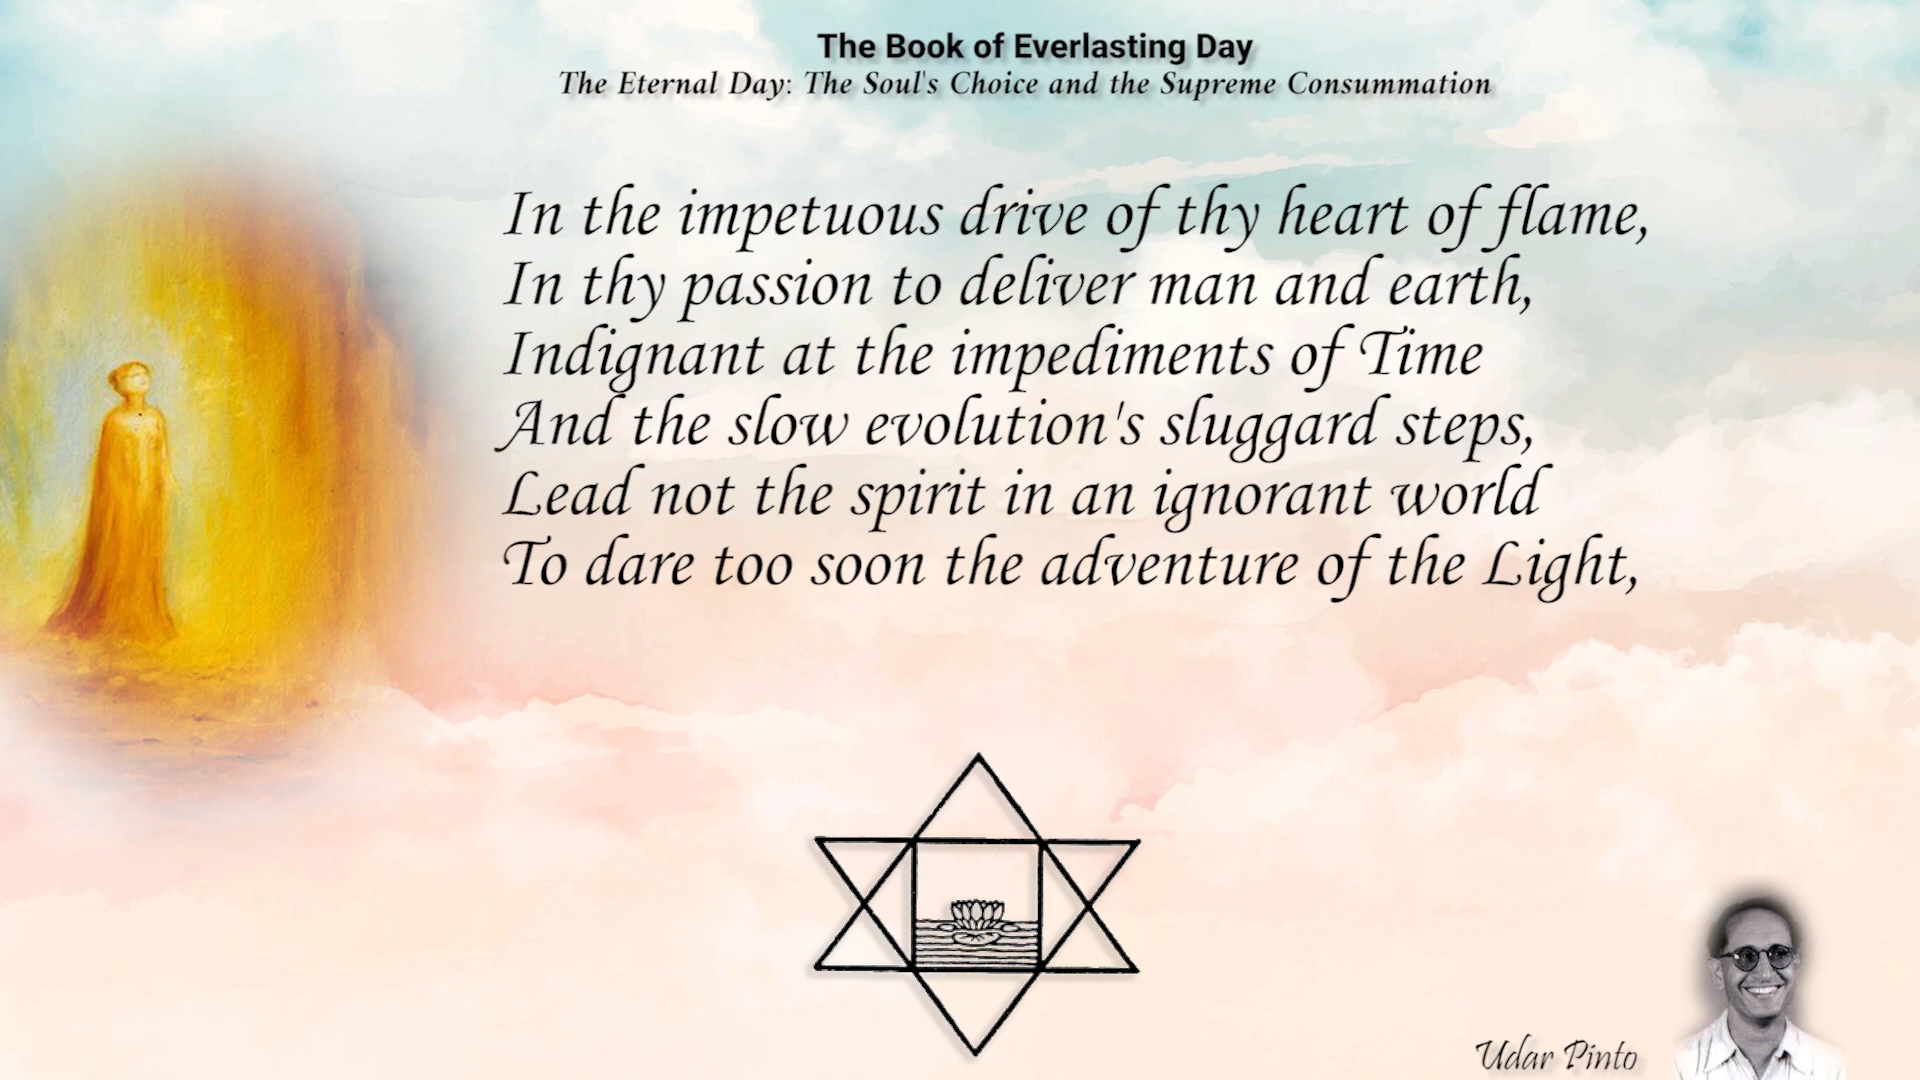 The Book of Everlasting Day
The Eternal Day: The Soul's Choice and the Supreme Consummation
In the impetuous drive of thy heart of flame,
In thy passion to deliver man and earth,
Indignant at the impediments of Time
And the slow evolution's sluggard steps,
Lead not the spirit in an ignorant world
To dare too soon the adventure of the Light,
Udar Pinto